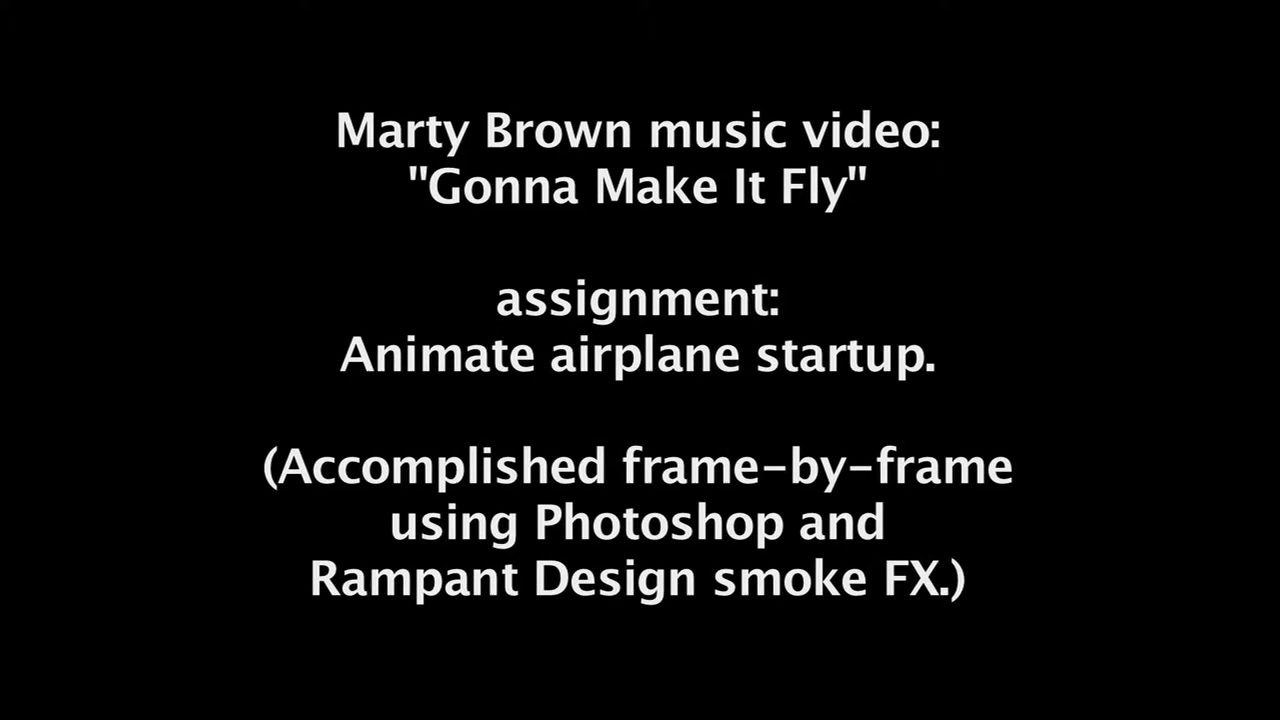 Marty Brown music video:
"Gonna Make It Fly"
assignment:
Animate airplane startup.
(Accomplished frame-by-frame
using Photoshop and
Rampant Design smoke FX.)